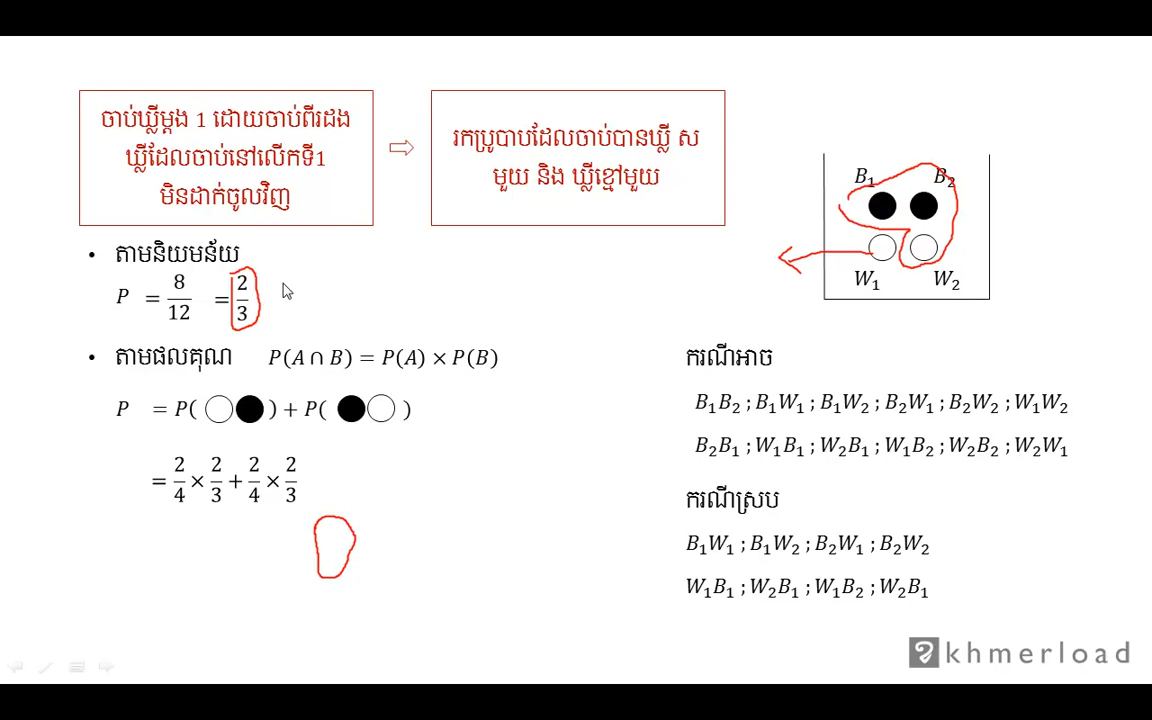 ចាប់ឃ្លីម្តង 1 ដោយចាប់ពីរដង
ឃ្លីដែលចាប់នៅលើកទី1
មិនដាក់ចូលវិញ
⇨
រកប្រូបាបដែលចាប់បានឃ្លី ស
មួយ និង ឃ្លីខ្មៅមួយ
B₁ B₂
W₁ W₂
• តាមនិយមន័យ
P = 8/12 = 2/3
• តាមផលគុណ P(A ∩ B) = P(A) × P(B)
P = P( ○● ) + P( ●○ )
= 2/4 × 2/3 + 2/4 × 2/3
ករណីអាច
B₁B₂ ; B₁W₁ ; B₁W₂ ; B₂W₁ ; B₂W₂ ; W₁W₂
B₂B₁ ; W₁B₁ ; W₂B₁ ; W₁B₂ ; W₂B₂ ; W₂W₁
ករណីស្រប
B₁W₁ ; B₁W₂ ; B₂W₁ ; B₂W₂
W₁B₁ ; W₂B₁ ; W₁B₂ ; W₂B₁
khmerload